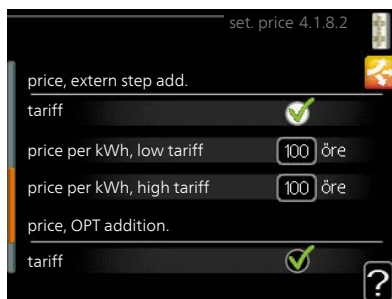 set. price 4.1.8.2
price, extern step add.
tariff
price per kWh, low tariff 100 öre
price per kWh, high tariff 100 öre
price, OPT addition.
tariff
?